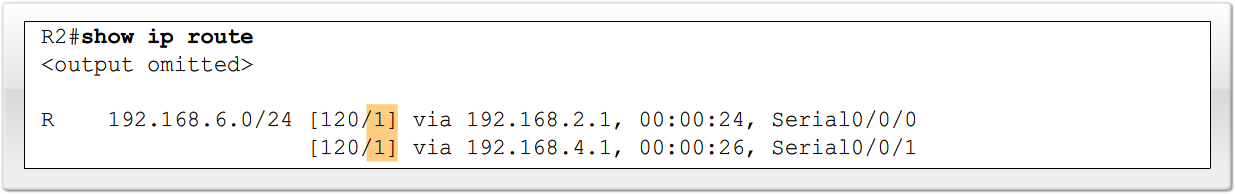 R2#show ip route
<output omitted>
R    192.168.6.0/24 [120/1] via 192.168.2.1, 00:00:24, Serial0/0/0
                    [120/1] via 192.168.4.1, 00:00:26, Serial0/0/1